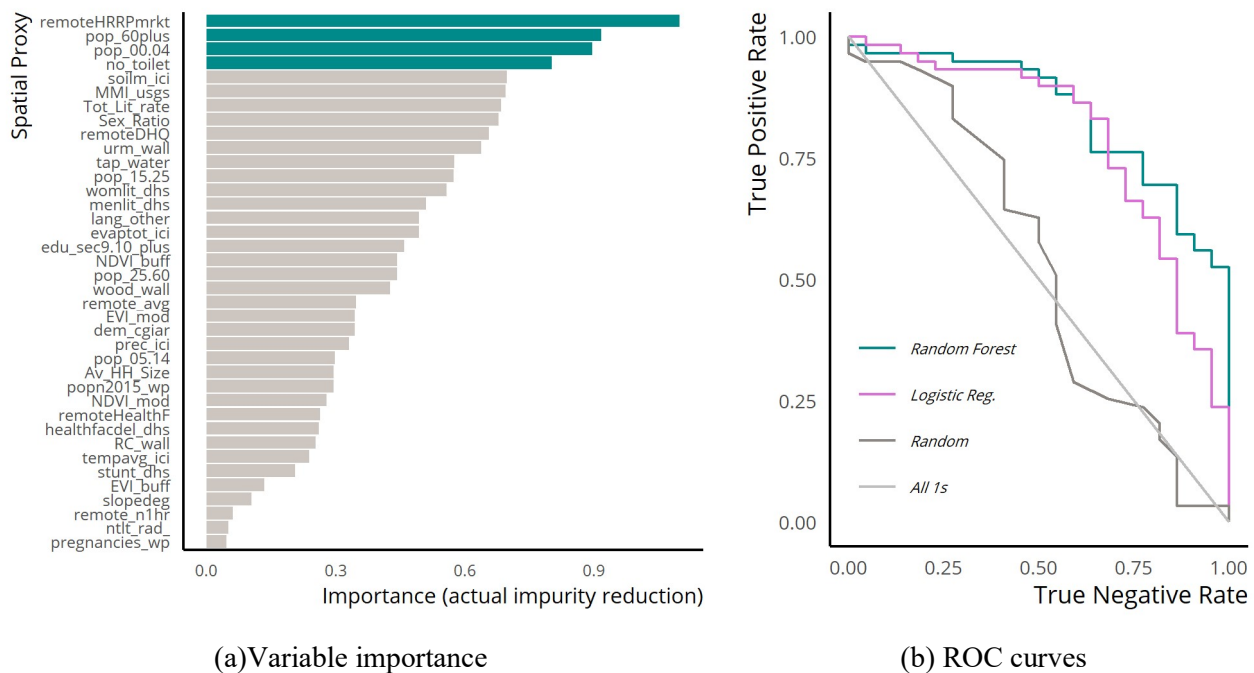 Spatial Proxy
remoteHRRPmrkt
pop_60plus
pop_00.04
no_toilet
soilm_ici
MMI_usgs
Tot_Lit_rate
Sex_Ratio
remoteDHQ
urm_wall
tap_water
pop_15.25
womlit_dhs
menlit_dhs
lang_other
evaptot_ici
edu_sec9.10_plus
NDVI_buff
pop_25.60
wood_wall
remote_avg
EVI_mod
dem_cgiar
prec_ici
pop_05.14
Av_HH_Size
popn2015_wp
NDVI_mod
remoteHealthF
healthfacdel_dhs
RC_wall
tempavg_ici
stunt_dhs
EVI_buff
slopedeg
remote_n1hr
ntlt_rad_
pregnancies_wp
0.0 0.3 0.6 0.9
Importance (actual impurity reduction)
(a)Variable importance
True Positive Rate
1.00
0.75
0.50
0.25
0.00
Random Forest
Logistic Reg.
Random
All 1s
0.00 0.25 0.50 0.75 1.00
True Negative Rate
(b) ROC curves